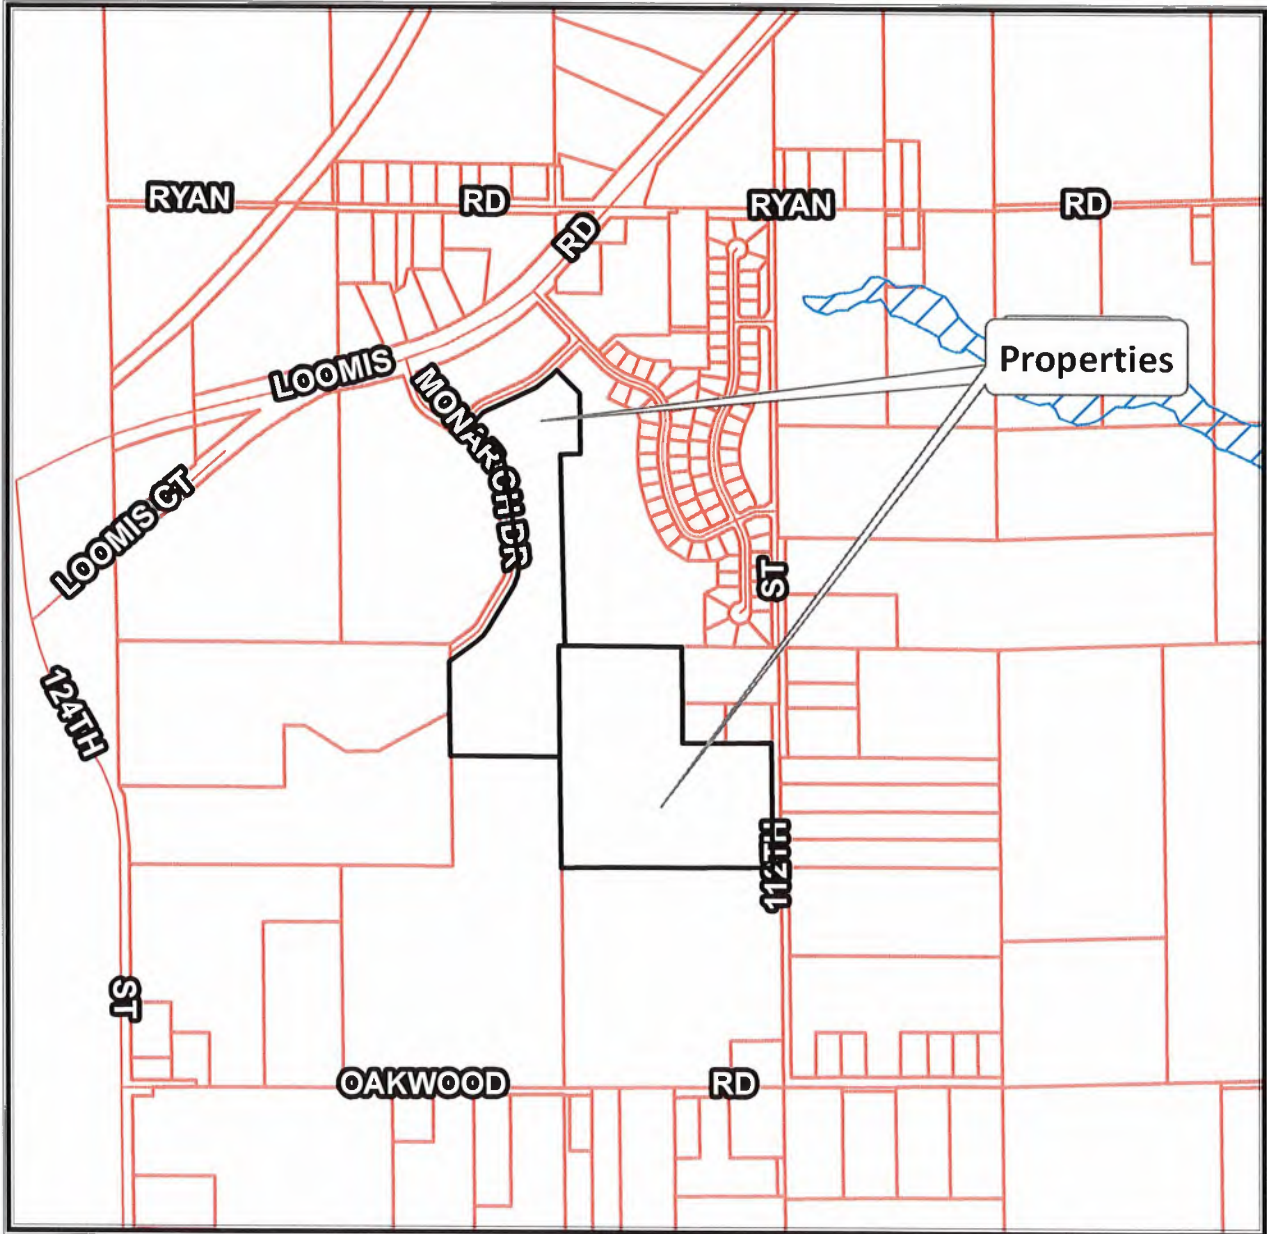 RYAN RD RYAN RD
RD
Properties
LOOMIS
MONARCH DR
LOOMIS CT
ST
124TH
112TH
ST
OAKWOOD RD